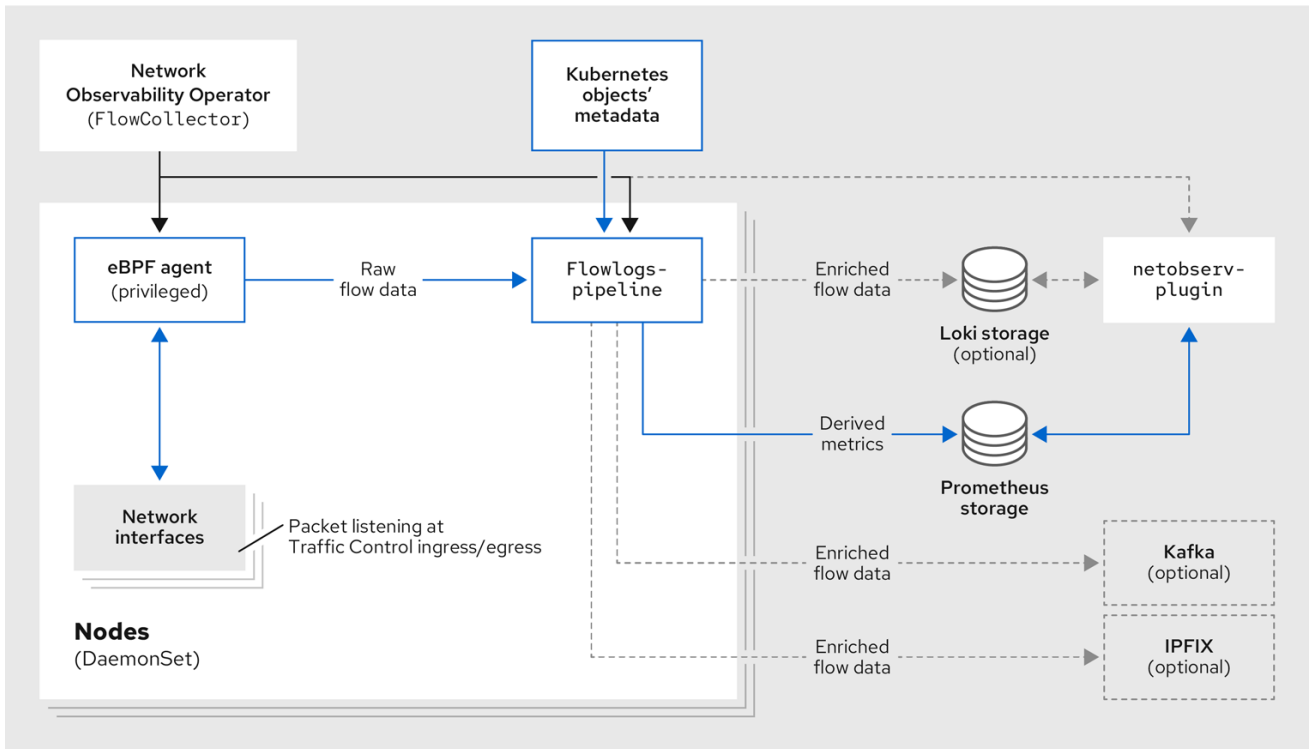 Network
Observability Operator
(FlowCollector)
Kubernetes
objects’
metadata
eBPF agent
(privileged)
Raw
flow data
Flowlogs-
pipeline
Enriched
flow data
Loki storage
(optional)
netobserv-
plugin
Derived
metrics
Prometheus
storage
Network
interfaces
Packet listening at
Traffic Control ingress/egress
Enriched
flow data
Kafka
(optional)
Enriched
flow data
IPFIX
(optional)
Nodes
(DaemonSet)